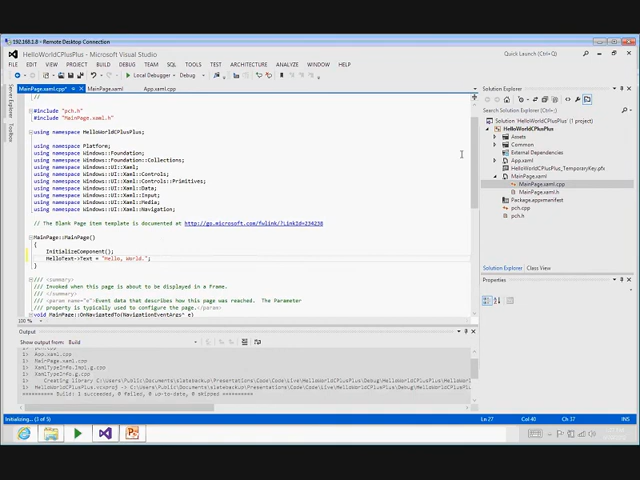 192.168.1.8 - Remote Desktop Connection
HelloWorldCPlusPlus - Microsoft Visual Studio
Quick Launch (Ctrl+Q)
FILE EDIT VIEW PROJECT BUILD DEBUG TEAM SQL TOOLS TEST ARCHITECTURE ANALYZE WINDOW HELP
Local Debugger Debug
MainPage.xaml.cpp* MainPage.xaml App.xaml.cpp
Server Explorer
Toolbox
//
#include "pch.h"
#include "MainPage.xaml.h"
using namespace HelloWorldCPlusPlus;
using namespace Platform;
using namespace Windows::Foundation;
using namespace Windows::Foundation::Collections;
using namespace Windows::UI::Xaml;
using namespace Windows::UI::Xaml::Controls;
using namespace Windows::UI::Xaml::Controls::Primitives;
using namespace Windows::UI::Xaml::Data;
using namespace Windows::UI::Xaml::Input;
using namespace Windows::UI::Xaml::Media;
using namespace Windows::UI::Xaml::Navigation;
// The Blank Page item template is documented at http://go.microsoft.com/fwlink/?LinkId=234238
MainPage::MainPage()
{
InitializeComponent();
HelloText->Text = "Hello, World.";
}
/// <summary>
/// Invoked when this page is about to be displayed in a Frame.
/// </summary>
/// <param name="e">Event data that describes how this page was reached. The Parameter
/// property is typically used to configure the page.</param>
void MainPage::OnNavigatedTo(NavigationEventArgs^ e)
100 %
Solution Explorer
Search Solution Explorer (Ctrl+;)
Solution 'HelloWorldCPlusPlus' (1 project)
HelloWorldCPlusPlus
Assets
Common
External Dependencies
App.xaml
HelloWorldCPlusPlus_TemporaryKey.pfx
MainPage.xaml
MainPage.xaml.cpp
MainPage.xaml.h
Package.appxmanifest
pch.cpp
pch.h
Solution Explorer Class View
Properties
Output
Show output from: Build
1> pch.cpp
1> App.xaml.cpp
1> MainPage.xaml.cpp
1> XamlTypeInfo.Impl.g.cpp
1> XamlTypeInfo.g.cpp
========== Build: 1 succeeded, 0 failed, 0 up-to-date, 0 skipped ==========
Initializing... (3 of 5)
Ln 27 Col 40 Ch 37 INS